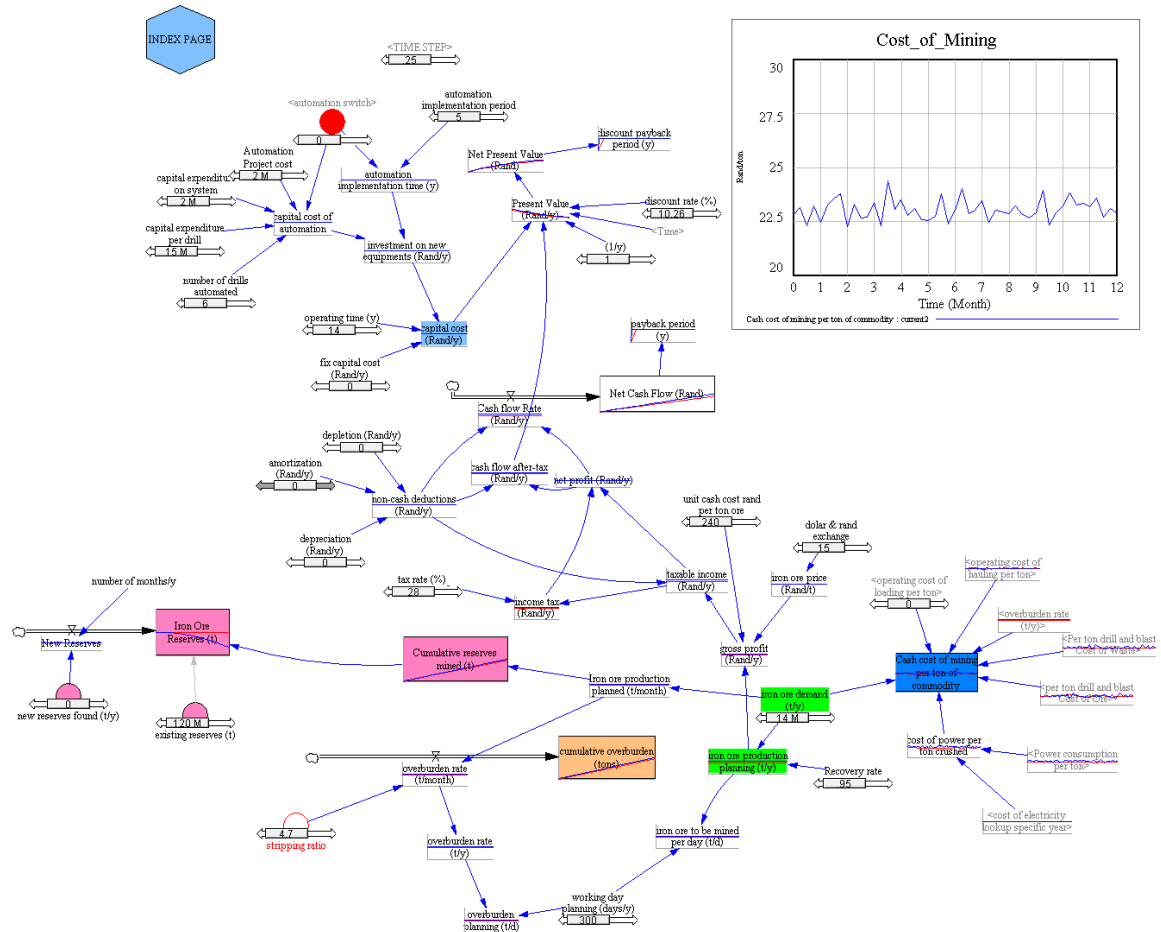 INDEX PAGE
<TIME STEP>
.25
<automation switch>
0
automation
implementation period
5
Automation
Project cost
2 M
capital expenditur
on system
2 M
capital expenditure
per drill
15 M
number of drills
automated
6
capital cost of
automation
automation
implementation time (y)
investment on new
equipments (Rand/y)
Net Present Value
(Rand)
discount payback
period (y)
Present Value
(Rand/y)
discount rate (%)
10.26
<Time>
(1/y)
1
operating time (y)
14
capital cost
(Rand/y)
fix capital cost
(Rand/y)
0
payback period
(y)
Net Cash Flow (Rand)
Cash flow Rate
(Rand/y)
Cost_of_Mining
30
27.5
25
22.5
20
Rand/ton
0 1 2 3 4 5 6 7 8 9 10 11 12
Time (Month)
Cash cost of mining per ton of commodity : current2
depletion (Rand/y)
0
amortization
(Rand/y)
0
non-cash deductions
(Rand/y)
depreciation
(Rand/y)
0
cash flow after-tax
(Rand/y)
net profit (Rand/y)
unit cash cost rand
per ton ore
240
dolar & rand
exchange
15
tax rate (%)
28
income tax
(Rand/y)
taxable income
(Rand/y)
iron ore price
(Rand/t)
gross profit
(Rand/y)
number of months/y
New Reserves
Iron Ore
Reserves (t)
0
new reserves found (t/y)
120 M
existing reserves (t)
Cumulative reserves
mined (t)
Iron ore production
planned (t/month)
iron ore demand
(t/y)
14 M
iron ore production
planning (t/y)
Recovery rate
.95
<operating cost of
loading per ton>
0
<operating cost of
hauling per ton>
<overburden rate
(t/y)>
<Per ton drill and blast
Cost of Waste>
<per ton drill and blast
Cost of Ore>
Cash cost of mining
per ton of
commodity
cost of power per
ton crushed
<Power consumption
per ton>
<cost of electricity
lookup specific year>
cumulative overburden
(tons)
overburden rate
(t/month)
4.7
stripping ratio
overburden rate
(t/y)
iron ore to be mined
per day (t/d)
overburden
planning (t/d)
working day
planning (days/y)
300